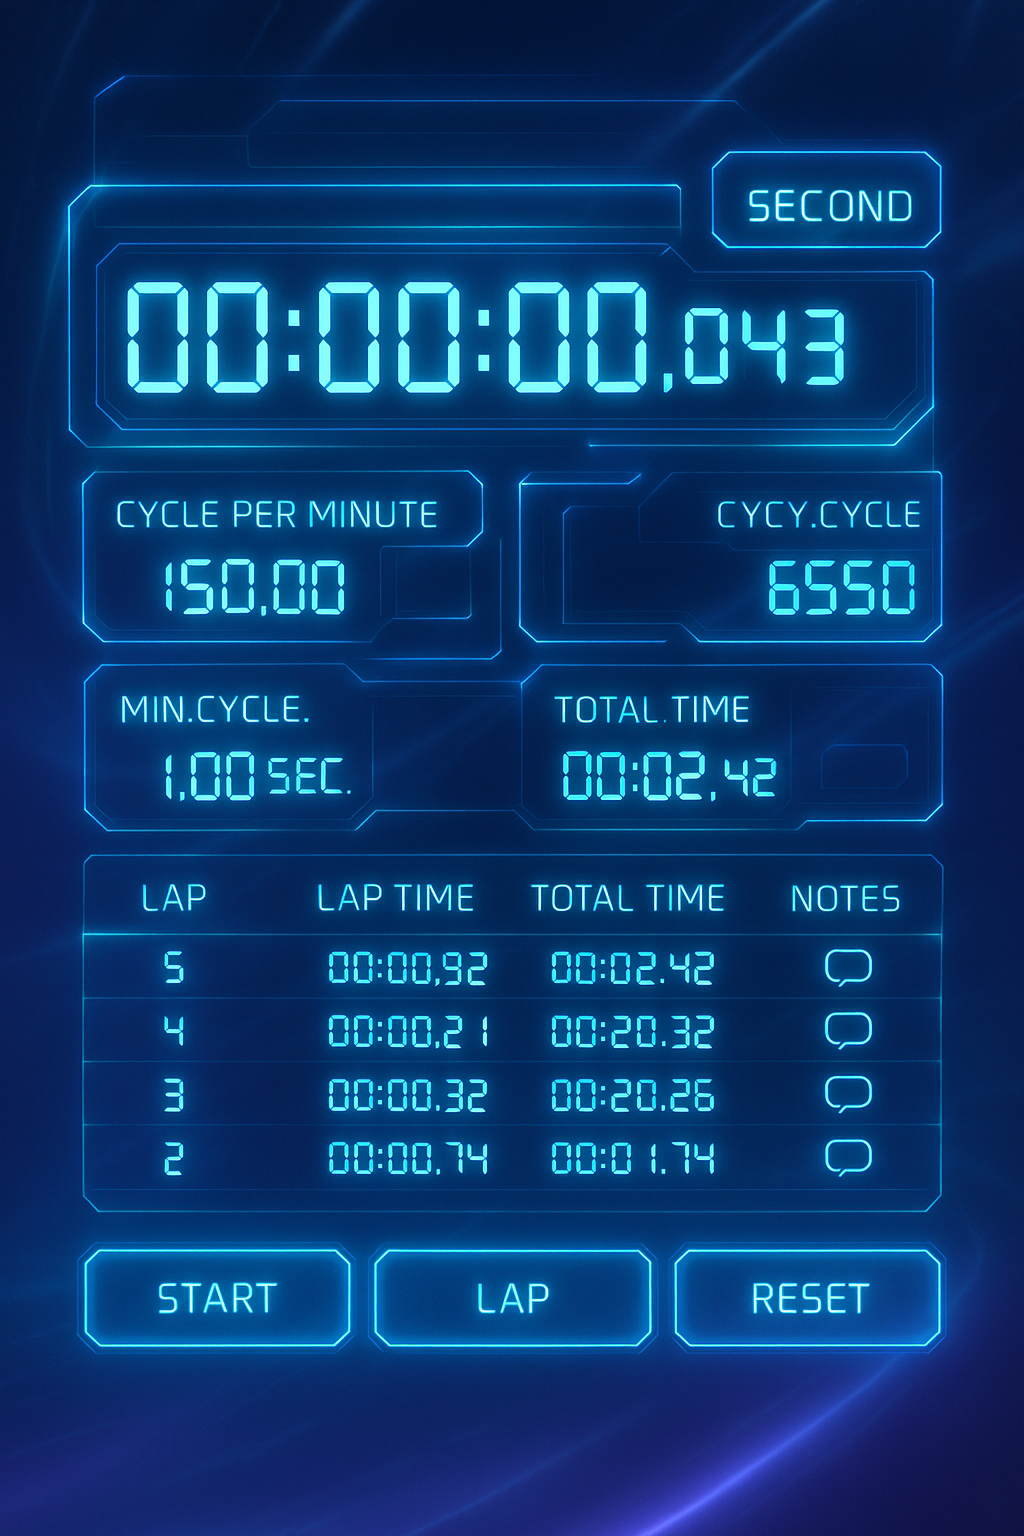 SECOND
00:00:00,043
CYCLE PER MINUTE
150,00
CYCY.CYCLE
6550
MIN.CYCLE.
1,00 SEC.
TOTAL.TIME
00:02,42
LAP LAP TIME TOTAL TIME NOTES
5 00:00,92 00:02.42
4 00:00,21 00:20.32
3 00:00.32 00:20.26
2 00:00,74 00:01.74
START LAP RESET